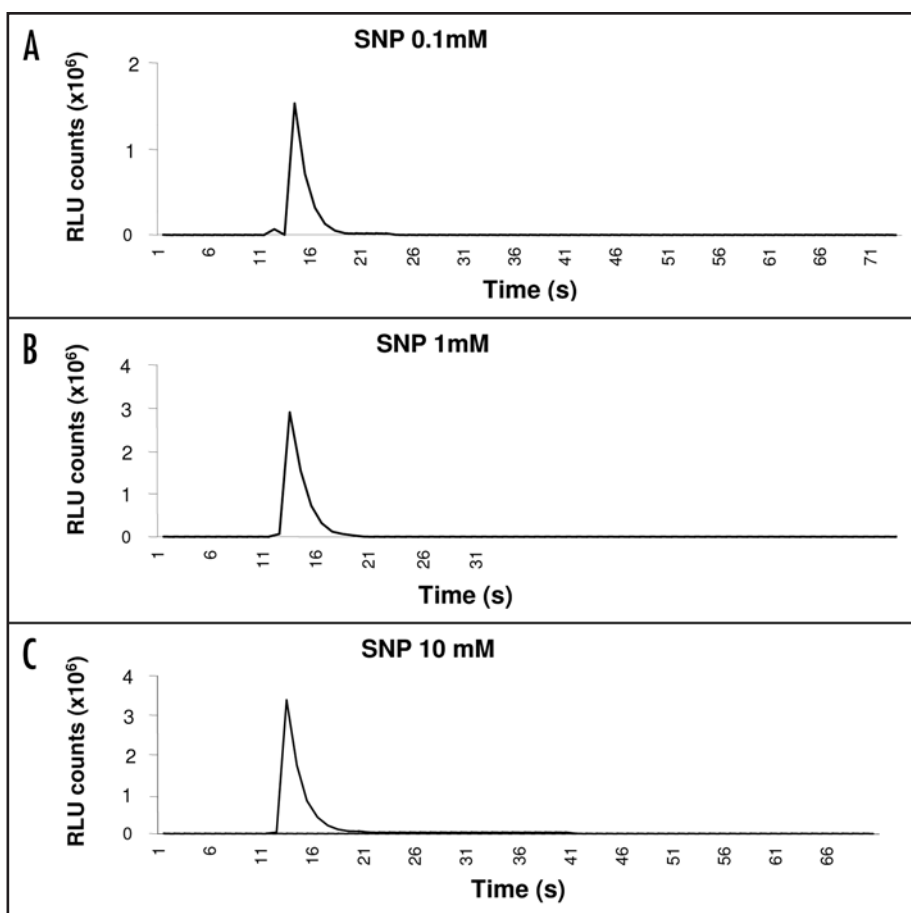 A
SNP 0.1mM
RLU counts (x10⁶)
2
1
0
1 6 11 16 21 26 31 36 41 46 51 56 61 66 71
Time (s)
B
SNP 1mM
RLU counts (x10⁶)
4
3
2
1
0
1 6 11 16 21 26 31
Time (s)
C
SNP 10 mM
RLU counts (x10⁶)
4
3
2
1
0
1 6 11 16 21 26 31 36 41 46 51 56 61 66
Time (s)